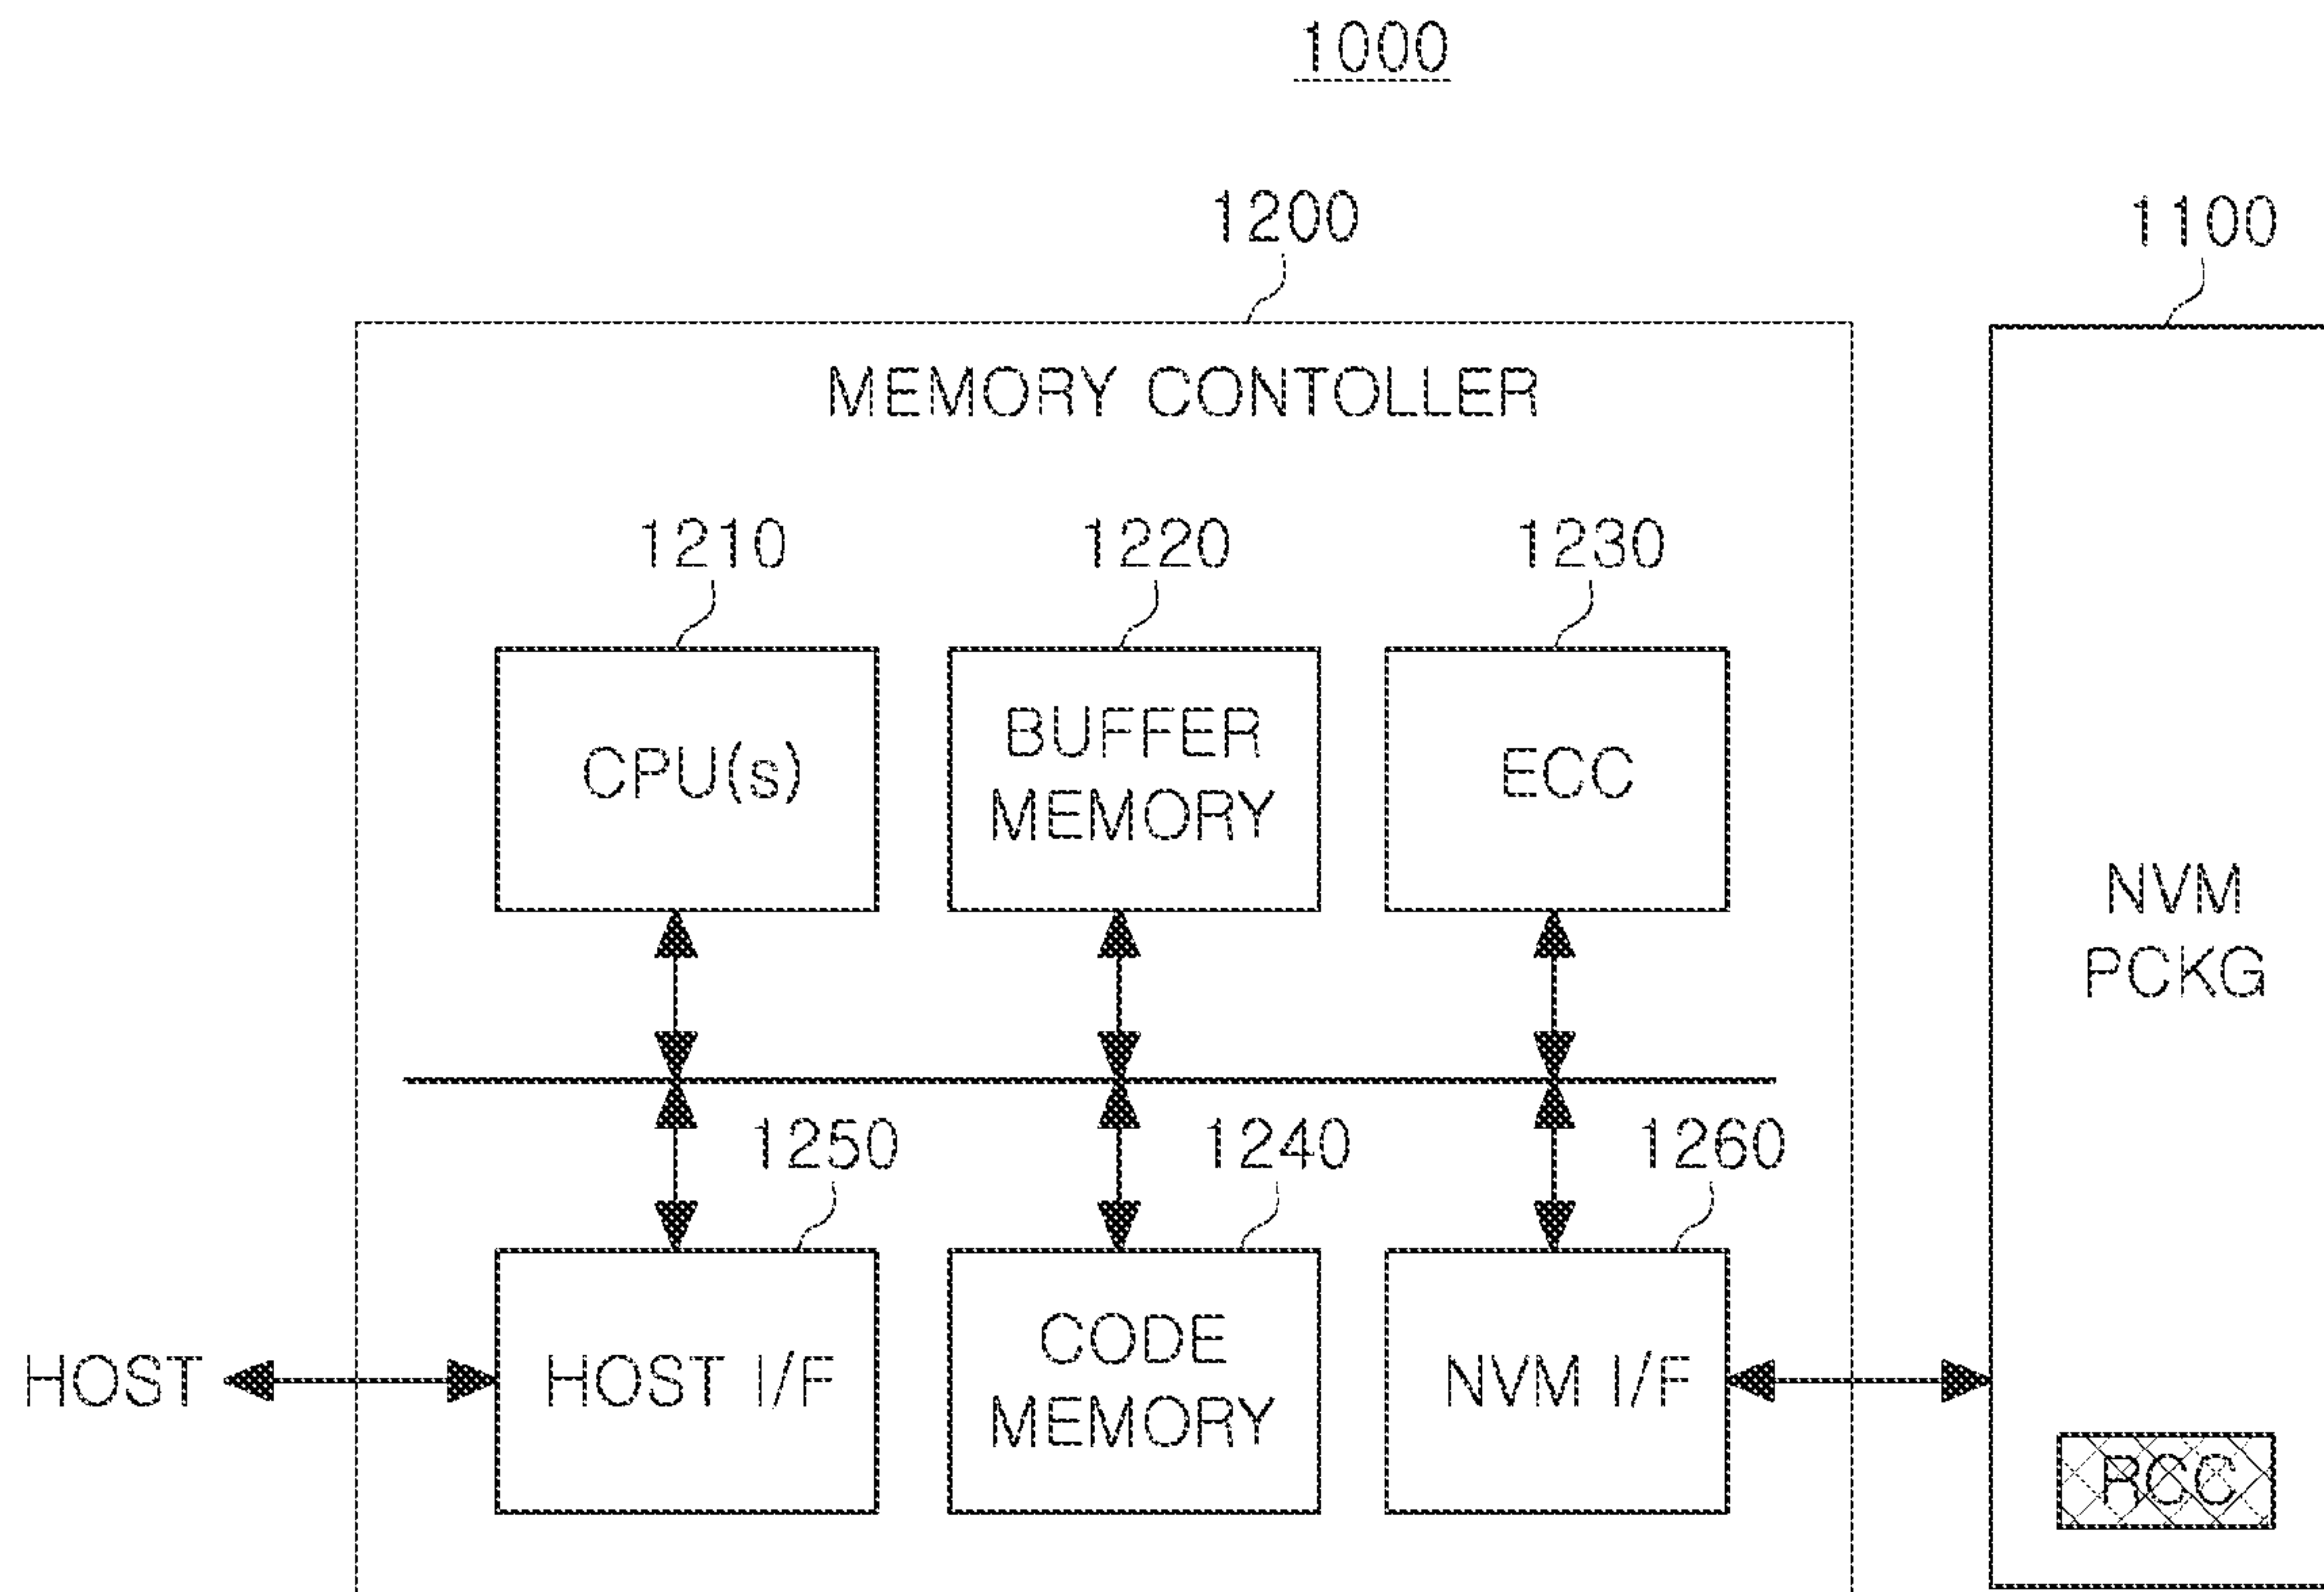 1000
1200
1100
MEMORY CONTOLLER
1210
1220
1230
CPU(s)
BUFFER
MEMORY
ECC
NVM
PCKG
1250
1240
1260
HOST
HOST I/F
CODE
MEMORY
NVM I/F
RCC